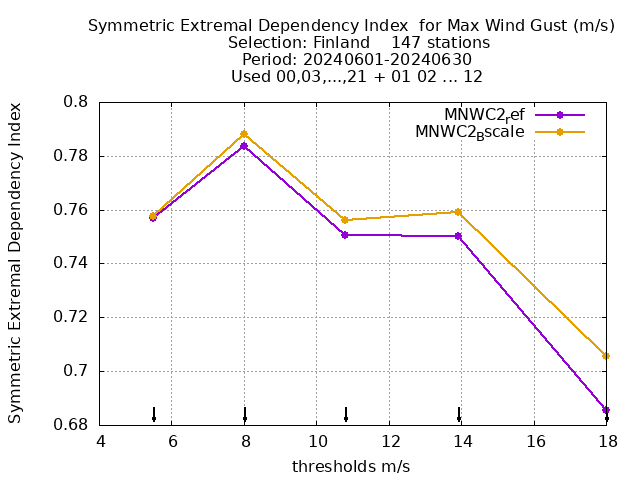 Symmetric Extremal Dependency Index  for Max Wind Gust (m/s)
Selection: Finland    147 stations
Period: 20240601-20240630
Used 00,03,...,21 + 01 02 ... 12
MNWC2ref
MNWC2Bscale
Symmetric Extremal Dependency Index
0.8
0.78
0.76
0.74
0.72
0.7
0.68
4 6 8 10 12 14 16 18
thresholds m/s